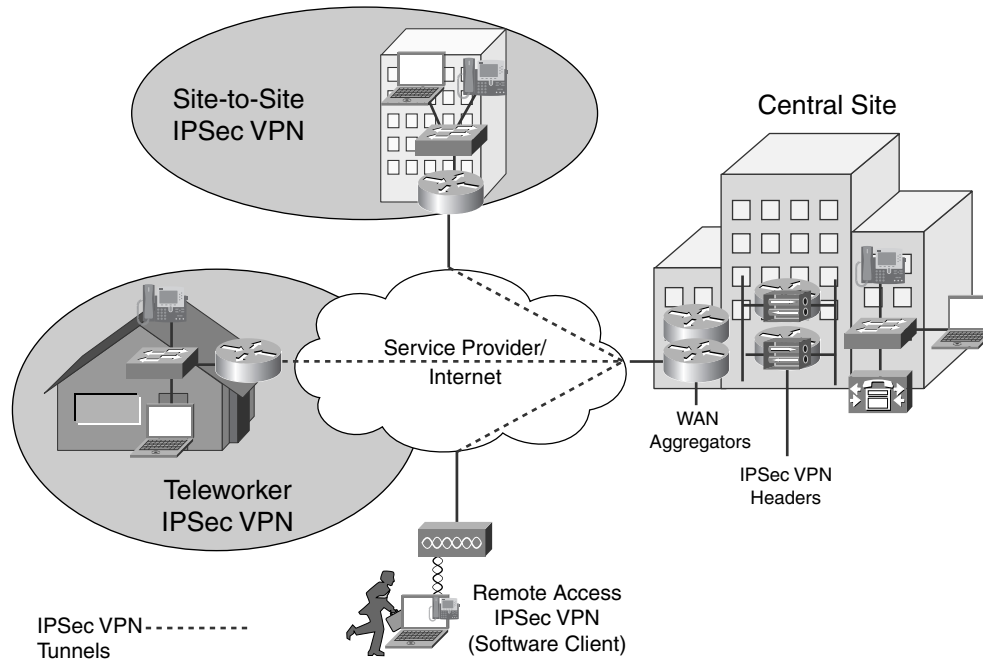 Site-to-Site
IPSec VPN
Central Site
Service Provider/
Internet
WAN
Aggregators
IPSec VPN
Headers
Teleworker
IPSec VPN
Remote Access
IPSec VPN
(Software Client)
IPSec VPN
Tunnels